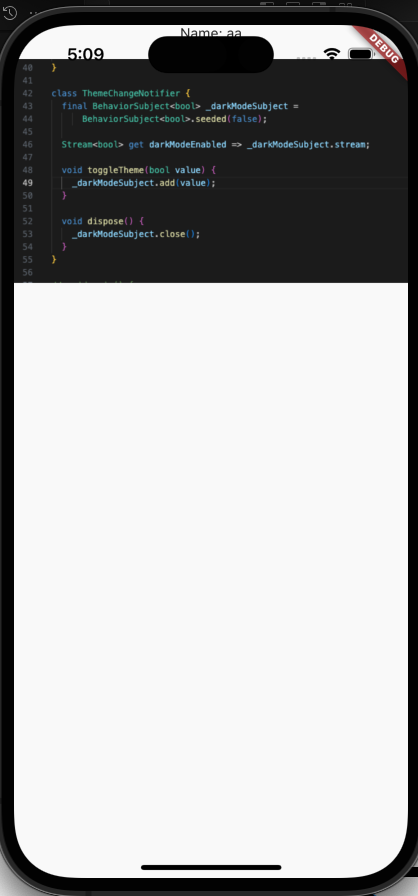 Name: aa
5:09
DEBUG
40 }
41
42 class ThemeChangeNotifier {
43 final BehaviorSubject<bool> _darkModeSubject =
44 BehaviorSubject<bool>.seeded(false);
45
46 Stream<bool> get darkModeEnabled => _darkModeSubject.stream;
47
48 void toggleTheme(bool value) {
49 _darkModeSubject.add(value);
50 }
51
52 void dispose() {
53 _darkModeSubject.close();
54 }
55 }
56